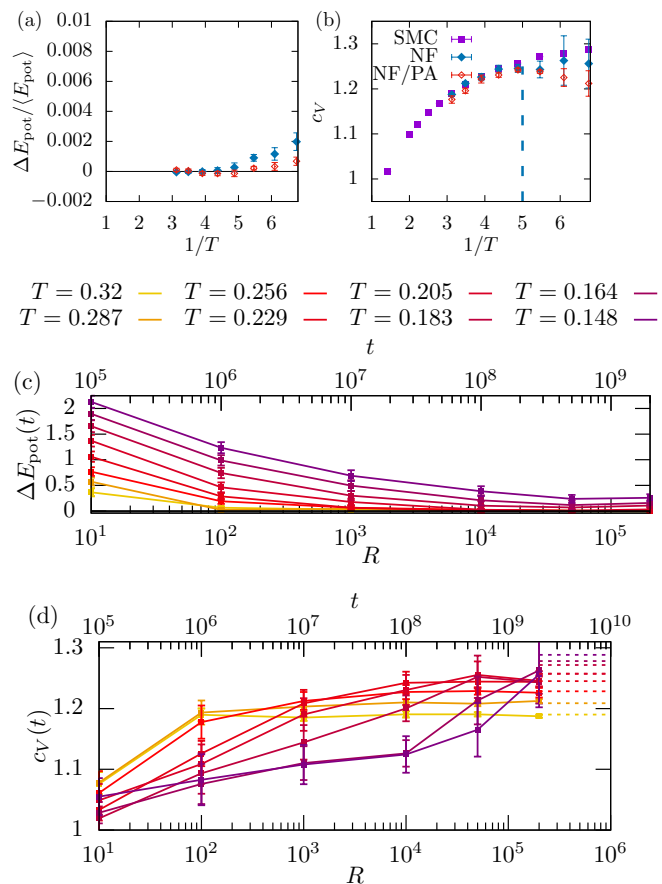 (a)
(b)
0.01
0.008
0.006
0.004
0.002
0
−0.002
ΔE_pot/⟨E_pot⟩
1 2 3 4 5 6
1/T
1.3
1.2
1.1
1
c_V
SMC
NF
NF/PA
1 2 3 4 5 6
1/T
T = 0.32 T = 0.256 T = 0.205 T = 0.164
T = 0.287 T = 0.229 T = 0.183 T = 0.148
t
(c)
10^5 10^6 10^7 10^8 10^9
2
1.5
1
0.5
0
ΔE_pot(t)
10^1 10^2 10^3 10^4 10^5
R
t
(d)
10^5 10^6 10^7 10^8 10^9 10^10
1.3
1.2
1.1
1
c_V(t)
10^1 10^2 10^3 10^4 10^5 10^6
R